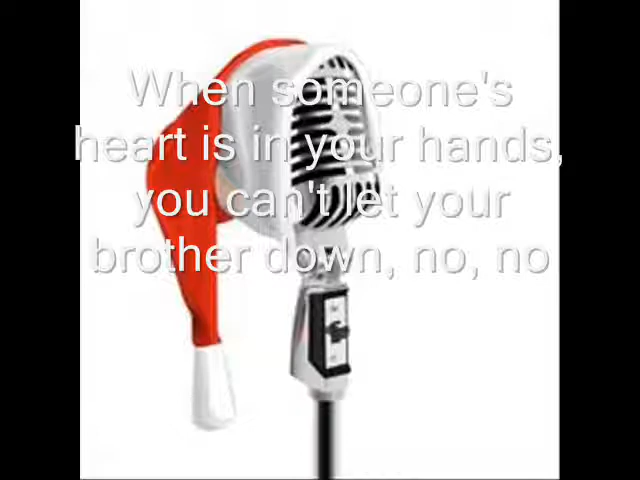 When someone's
heart is in your hands,
you can't let your
brother down, no, no